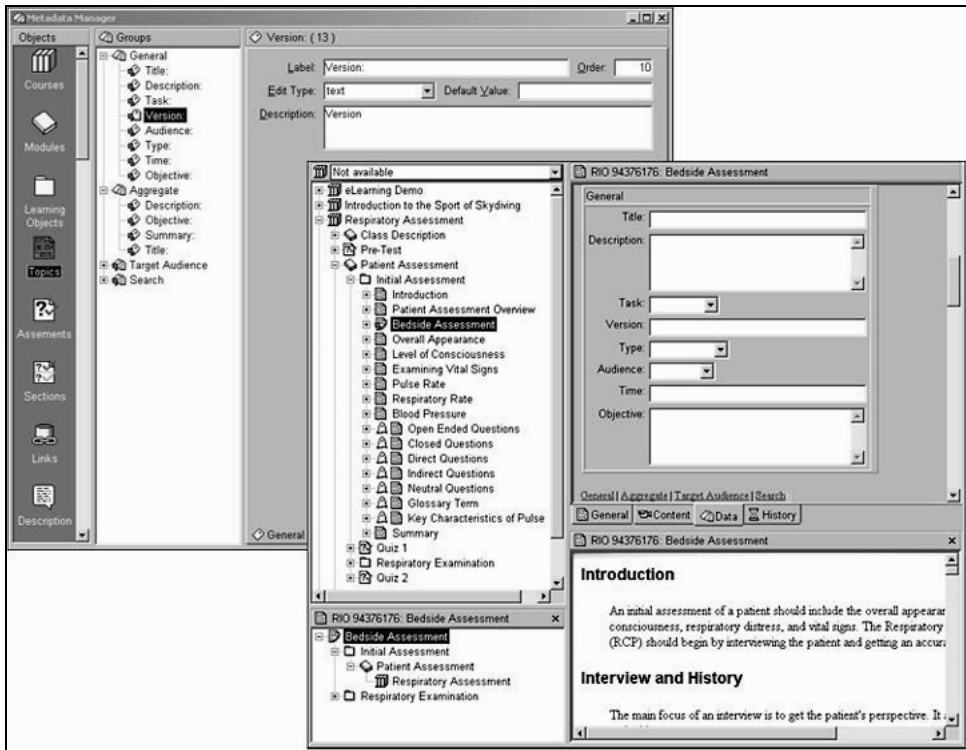 Metadata Manager
Objects
Courses
Modules
Learning
Objects
Topics
Assements
Sections
Links
Description
Groups
General
Title:
Description:
Task:
Version:
Audience:
Type:
Time:
Objective:
Aggregate
Description:
Objective:
Summary:
Title:
Target Audience
Search
Version: ( 13 )
Label: Version: Order: 10
Edit Type: text Default Value:
Description: Version
General
Not available
eLearning Demo
Introduction to the Sport of Skydiving
Respiratory Assessment
Class Description
Pre-Test
Patient Assessment
Initial Assessment
Introduction
Patient Assessment Overview
Bedside Assessment
Overall Appearance
Level of Consciousness
Examining Vital Signs
Pulse Rate
Respiratory Rate
Blood Pressure
Open Ended Questions
Closed Questions
Direct Questions
Indirect Questions
Neutral Questions
Glossary Term
Key Characteristics of Pulse
Summary
Quiz 1
Respiratory Examination
Quiz 2
RIO 94376176: Bedside Assessment
Bedside Assessment
Initial Assessment
Patient Assessment
Respiratory Assessment
Respiratory Examination
RIO 94376176: Bedside Assessment
General
Title:
Description:
Task:
Version:
Type:
Audience:
Time:
Objective:
General | Aggregate | Target Audience | Search
General Content Data History
RIO 94376176: Bedside Assessment
Introduction
An initial assessment of a patient should include the overall appearan
consciousness, respiratory distress, and vital signs. The Respiratory
(RCP) should begin by interviewing the patient and getting an accura
Interview and History
The main focus of an interview is to get the patient's perspective. It